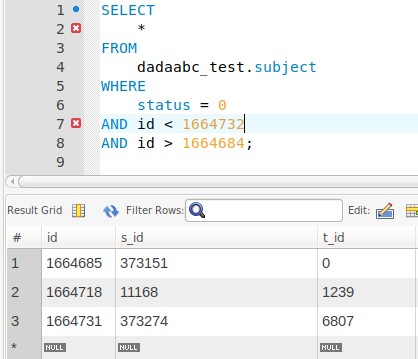 1 SELECT
2 *
3 FROM
4 dadaabc_test.subject
5 WHERE
6 status = 0
7 AND id < 1664732
8 AND id > 1664684;
9
Result Grid Filter Rows: Edit:
# id s_id t_id
1 1664685 373151 0
2 1664718 11168 1239
3 1664731 373274 6807
* NULL NULL NULL